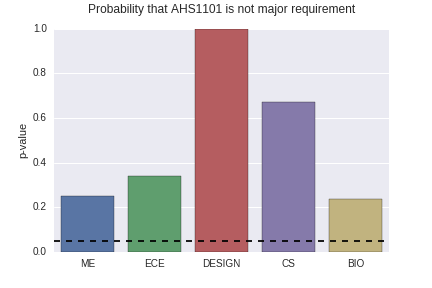 Probability that AHS1101 is not major requirement
1.0
0.8
0.6
0.4
0.2
0.0
p-value
ME ECE DESIGN CS BIO